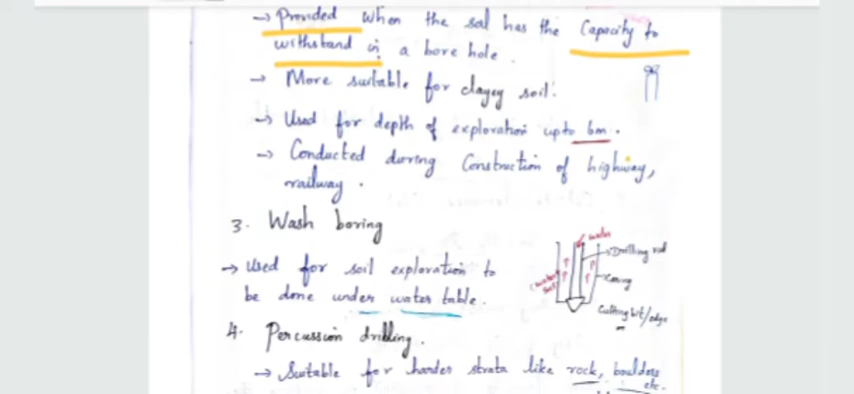 → Provided when the soil has the Capacity to
withstand in a bore hole.
→ More suitable for clayey soil.
→ Used for depth of exploration upto 6m.
→ Conducted during Construction of highway,
railway.
3. Wash boring
→ Used for soil exploration to
be done under water table.
water
Drilling rod
Casing
Cutting bit/edge
4. Percussion drilling.
→ Suitable for harder strata like rock, boulders
etc.